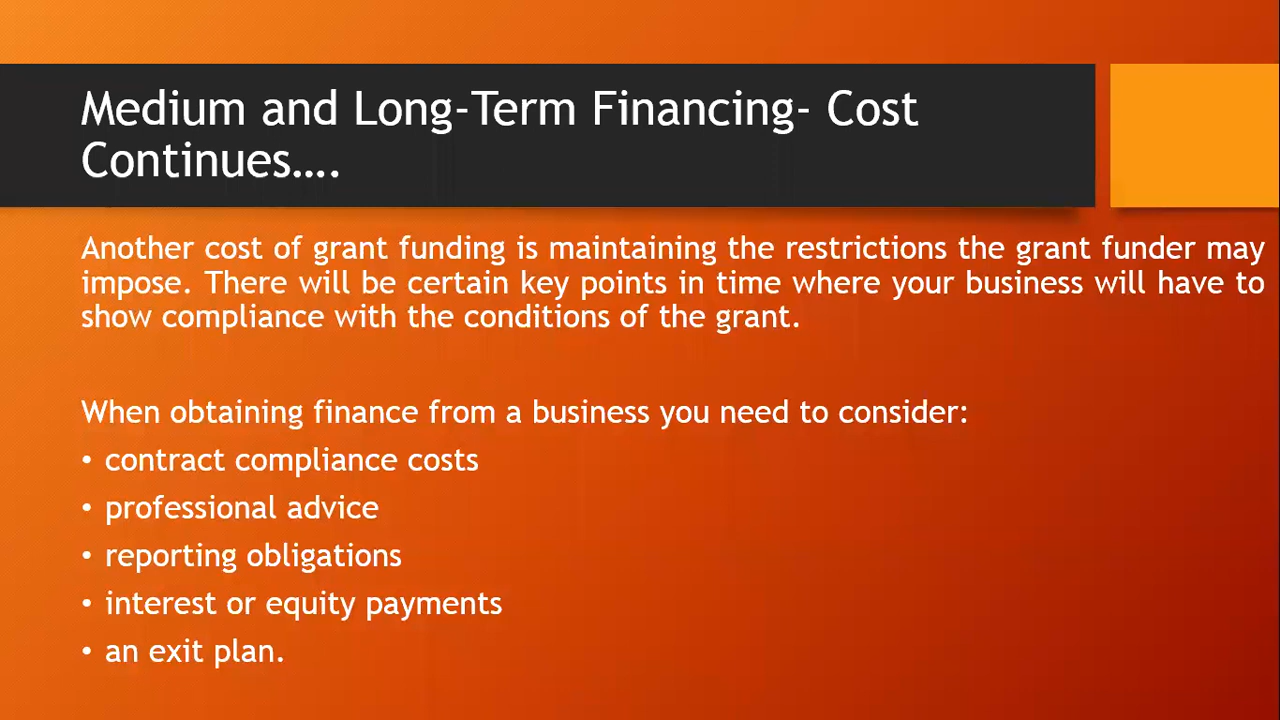 Medium and Long-Term Financing- Cost
Continues....
Another cost of grant funding is maintaining the restrictions the grant funder may
impose. There will be certain key points in time where your business will have to
show compliance with the conditions of the grant.
When obtaining finance from a business you need to consider:
• contract compliance costs
• professional advice
• reporting obligations
• interest or equity payments
• an exit plan.